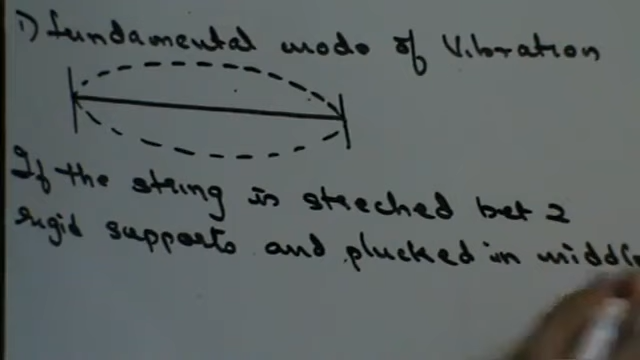 1) fundamental mode of Vibration
If the string is streched bet 2
rigid supports and plucked in middle